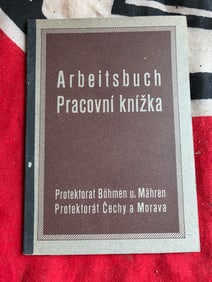 Arbeitsbuch
Pracovní knížka
Protektorat Böhmen u. Mähren
Protektorát Čechy a Morava